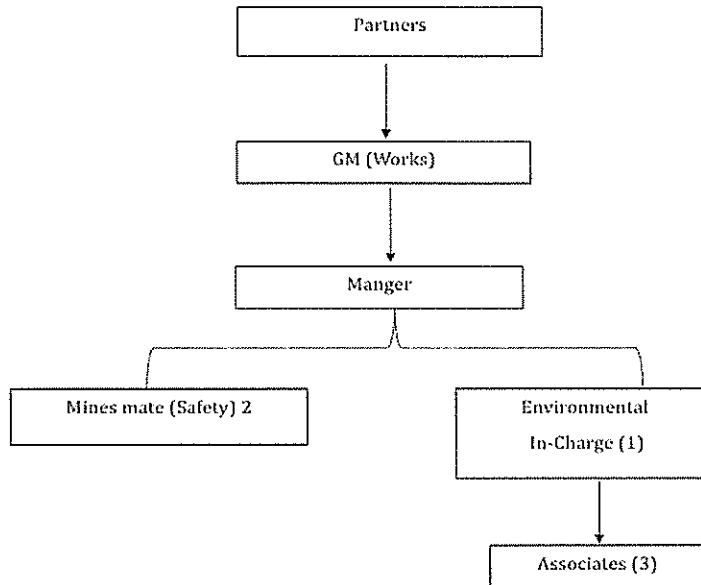 Partners
GM (Works)
Manger
Mines mate (Safety) 2
Environmental
In-Charge (1)
Associates (3)